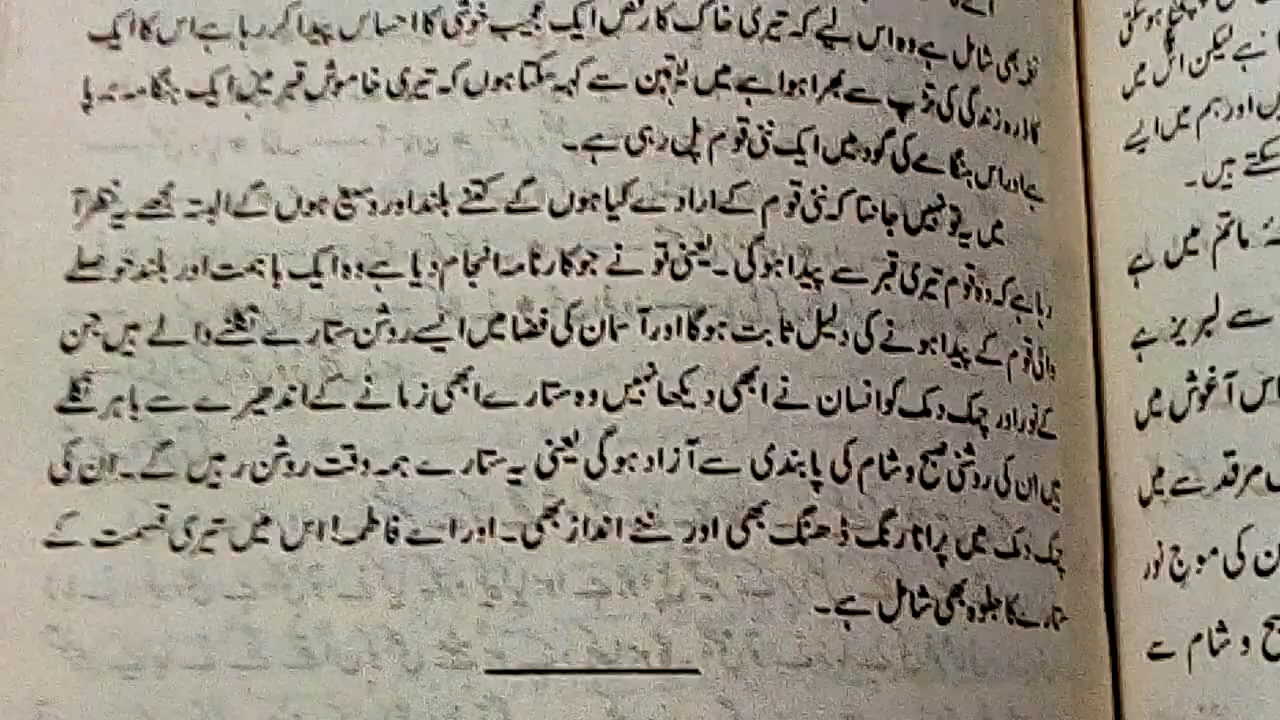 نغمہ بھی شامل ہے وہ اس لیے کہ تیری خاک کا رقص ایک عجیب خوشی کا احساس پیدا کر رہا ہے اس کا ایک
زندگی کی تڑپ سے بھرا ہوا ہے میں یقین سے کہہ سکتا ہوں کہ تیری خاموش قبر میں ایک ہنگامہ برپا
ہے اور اس ہنگامے کی گود میں ایک نئی قوم پل رہی ہے۔
میں یہ تو نہیں جانتا کہ نئی قوم کے ارادے کیا ہوں گے کتنے بلند اور وسیع ہوں گے البتہ مجھے یہ نظر آ
رہا ہے کہ وہ قوم تیری قبر سے پیدا ہوگی۔ یعنی تو نے جو کارنامہ انجام دیا ہے وہ ایک باہمت اور بلند حوصلے
والی قوم کے پیدا ہونے کی دلیل ثابت ہوگا اور آسمان کی فضا میں ایسے روشن ستارے نکلنے والے ہیں جن
کے نور اور چمک دمک کو انسان نے ابھی دیکھا نہیں وہ ستارے ابھی زمانے کے اندھیرے سے باہر نکلے
ہیں ان کی روشنی صبح و شام کی پابندی سے آزاد ہوگی یعنی یہ ستارے ہمہ وقت روشن رہیں گے۔ ان کی
چمک دمک میں پرانا رنگ ڈھنگ بھی اور نئے انداز بھی۔ اور اے فاطمہ! اس میں تیری قسمت کے
ستارے کا جلوہ بھی شامل ہے۔
ہو سکتی
ہے لیکن اس میں
اور ہم میں ایسے
سکتے ہیں۔
ماتم میں ہے
سے لبریز ہے
اس آغوش میں
مرقد سے میں
کی موج نور
و شام سے